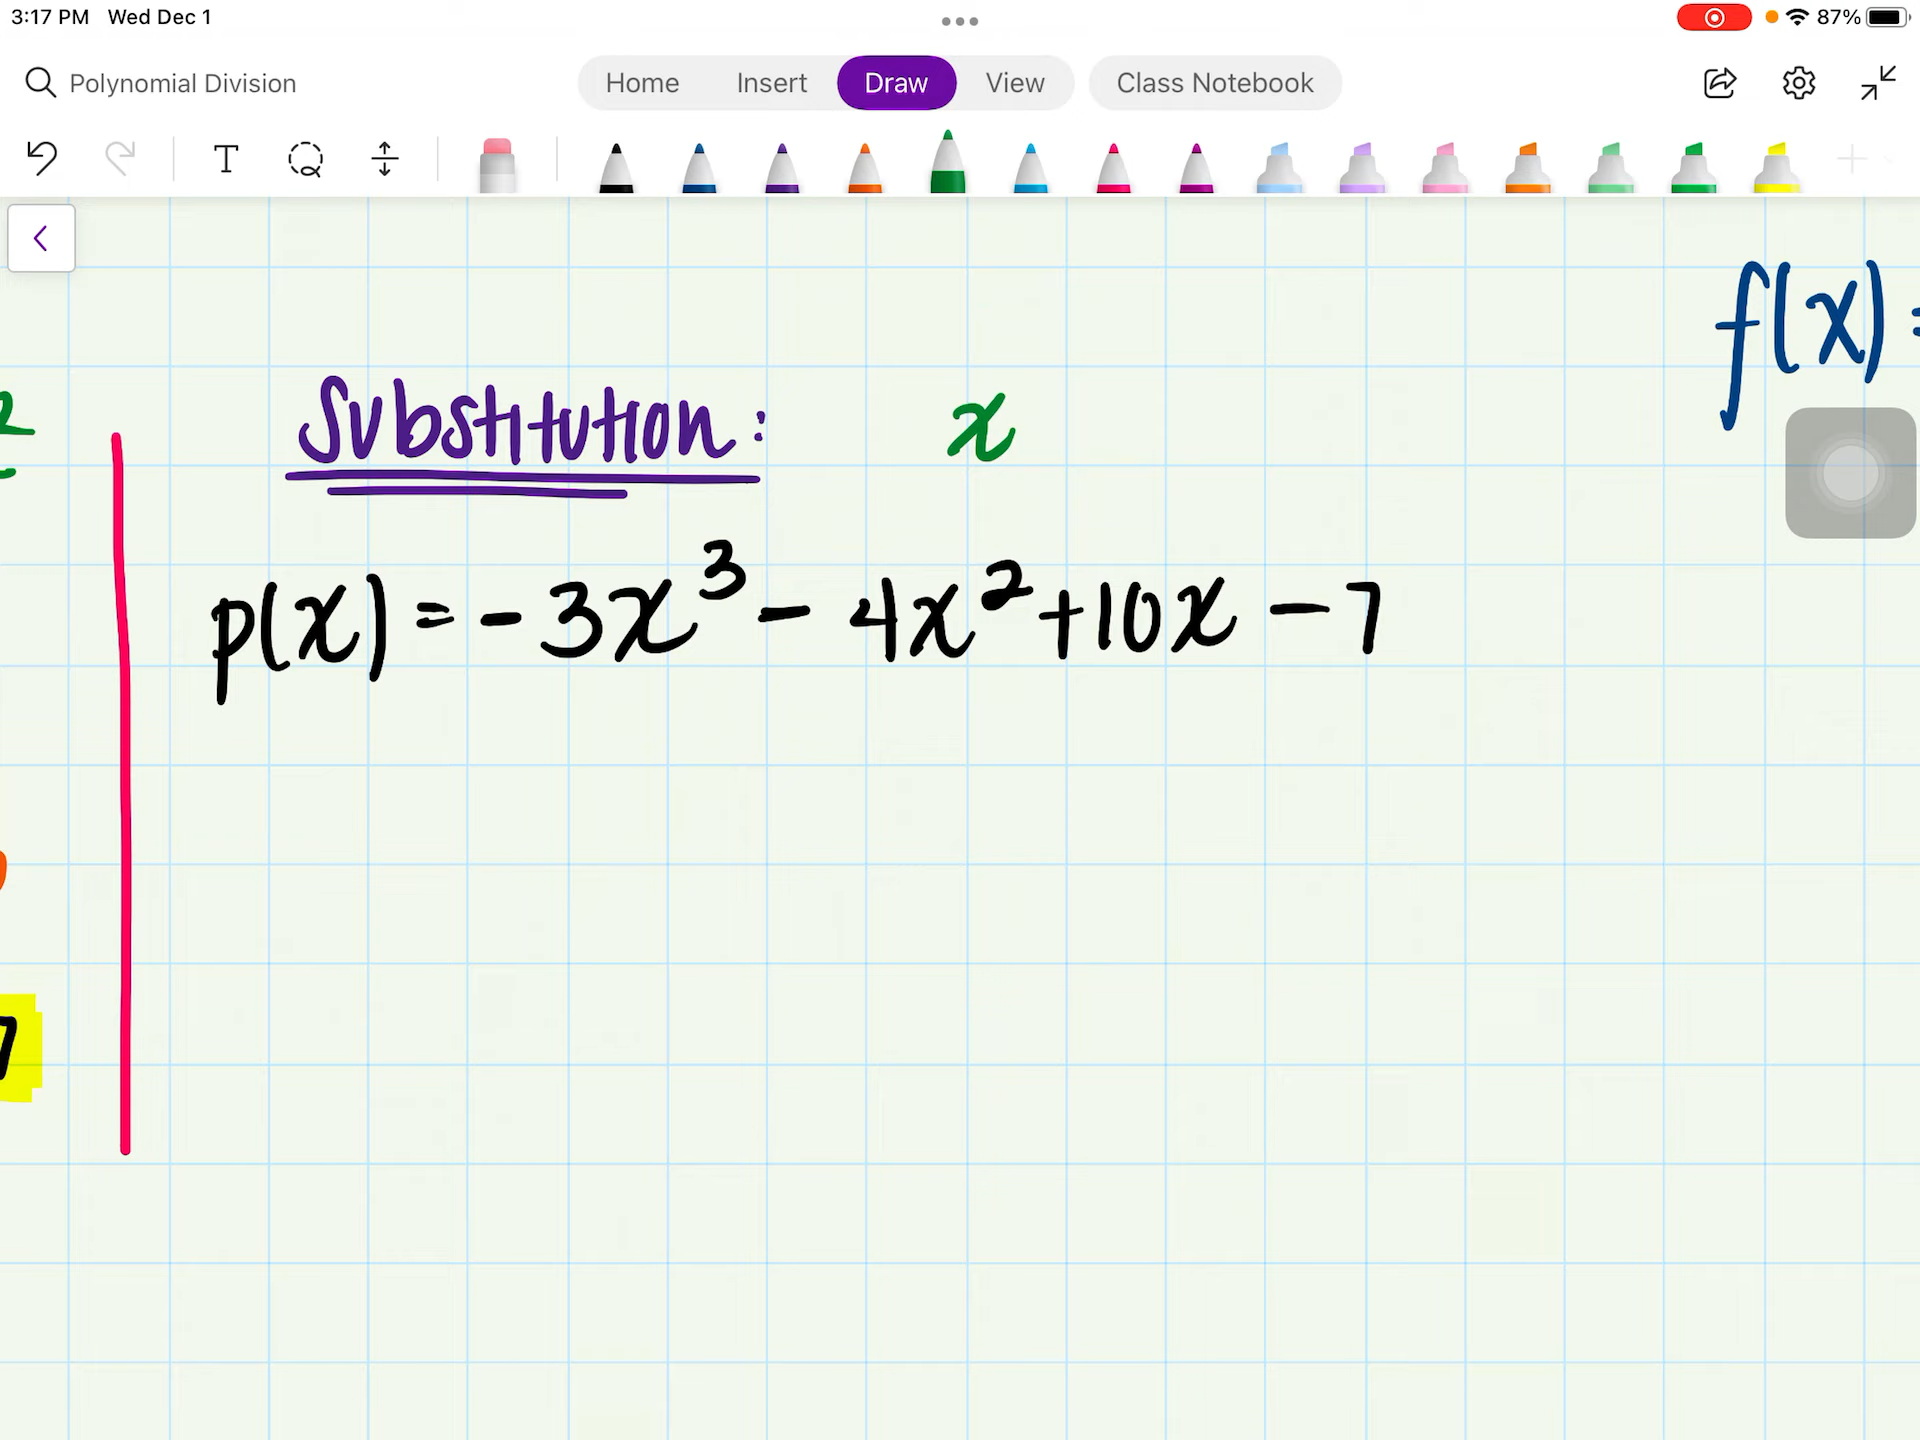 3:17 PM Wed Dec 1
87%
Polynomial Division
Home Insert Draw View Class Notebook
T
f(x) =
Substitution: x
p(x) = -3x³ - 4x² + 10x - 7
7